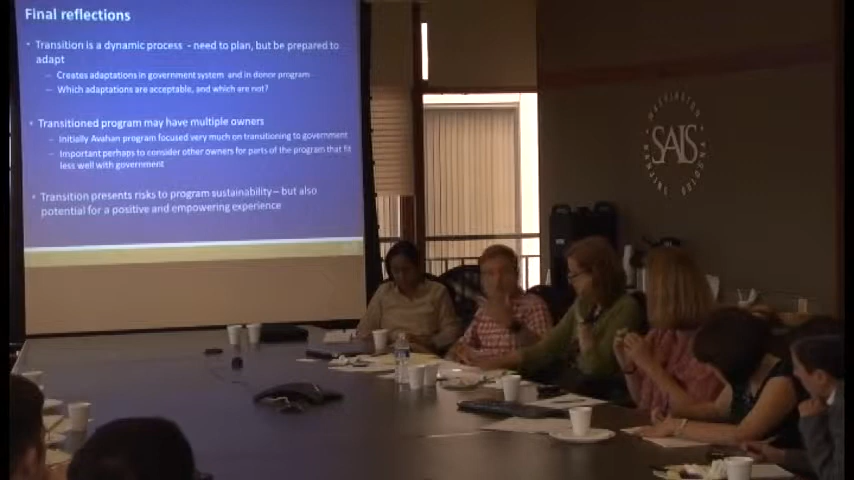 Final reflections
• Transition is a dynamic process - need to plan, but be prepared to
adapt
– Creates adaptations in government system and in donor program
– Which adaptations are acceptable, and which are not?
• Transitioned program may have multiple owners
– Initially Avahan program focused very much on transitioning to government
– Important perhaps to consider other owners for parts of the program that fit
less well with government
• Transition presents risks to program sustainability – but also
potential for a positive and empowering experience
WASHINGTON
SAIS
BOLOGNA
NANJING